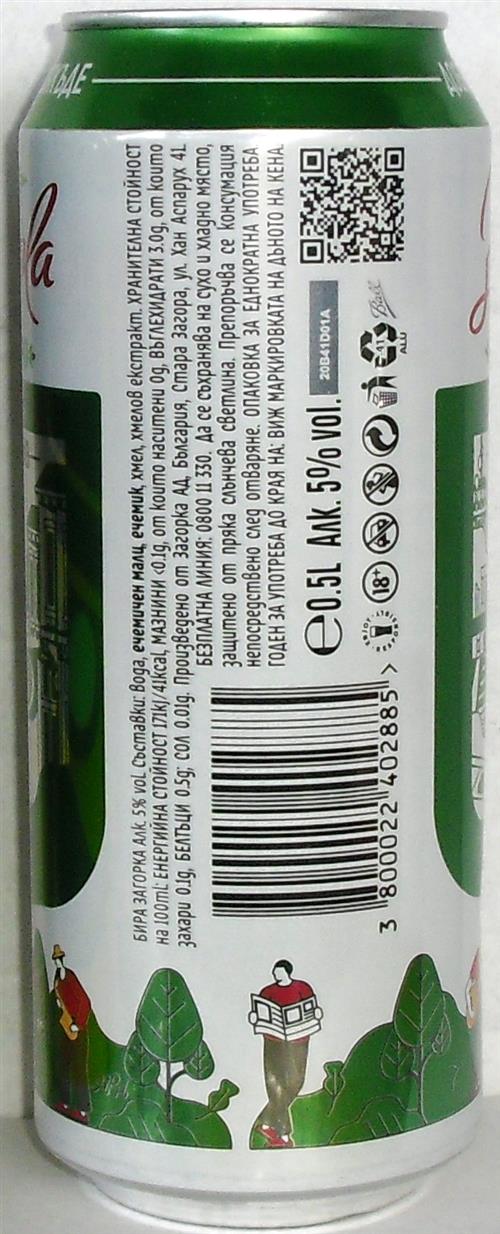 БИРА ЗАГОРКА Алк. 5% vol. Съставки: вода, ечемичен малц, ечемик, хмел, хмелов екстракт. ХРАНИТЕЛНА СТОЙНОСТ
на 100mL: ЕНЕРГИЙНА СТОЙНОСТ 171kJ/41kcal, МАЗНИНИ <0.1g, от които наситени 0g, ВЪГЛЕХИДРАТИ 3.0g, от които
захари 0.1g, БЕЛТЪЦИ 0.5g; сол 0.01g. Произведено от Загорка АД, България, Стара Загора, ул. Хан Аспарух 41.
БЕЗПЛАТНА ЛИНИЯ: 0800 11 330. Да се съхранява на сухо и хладно място,
защитено от пряка слънчева светлина. Препоръчва се консумация
непосредствено след отваряне. ОПАКОВКА ЗА ЕДНОКРАТНА УПОТРЕБА.
ГОДЕН ЗА УПОТРЕБА ДО КРАЯ НА: ВИЖ МАРКИРОВКАТА НА ДЪНОТО НА КЕНА.
e 0.5L Алк. 5% vol.
20B41D01A
18+
41
ALU
Ball
3 800022 402885 >